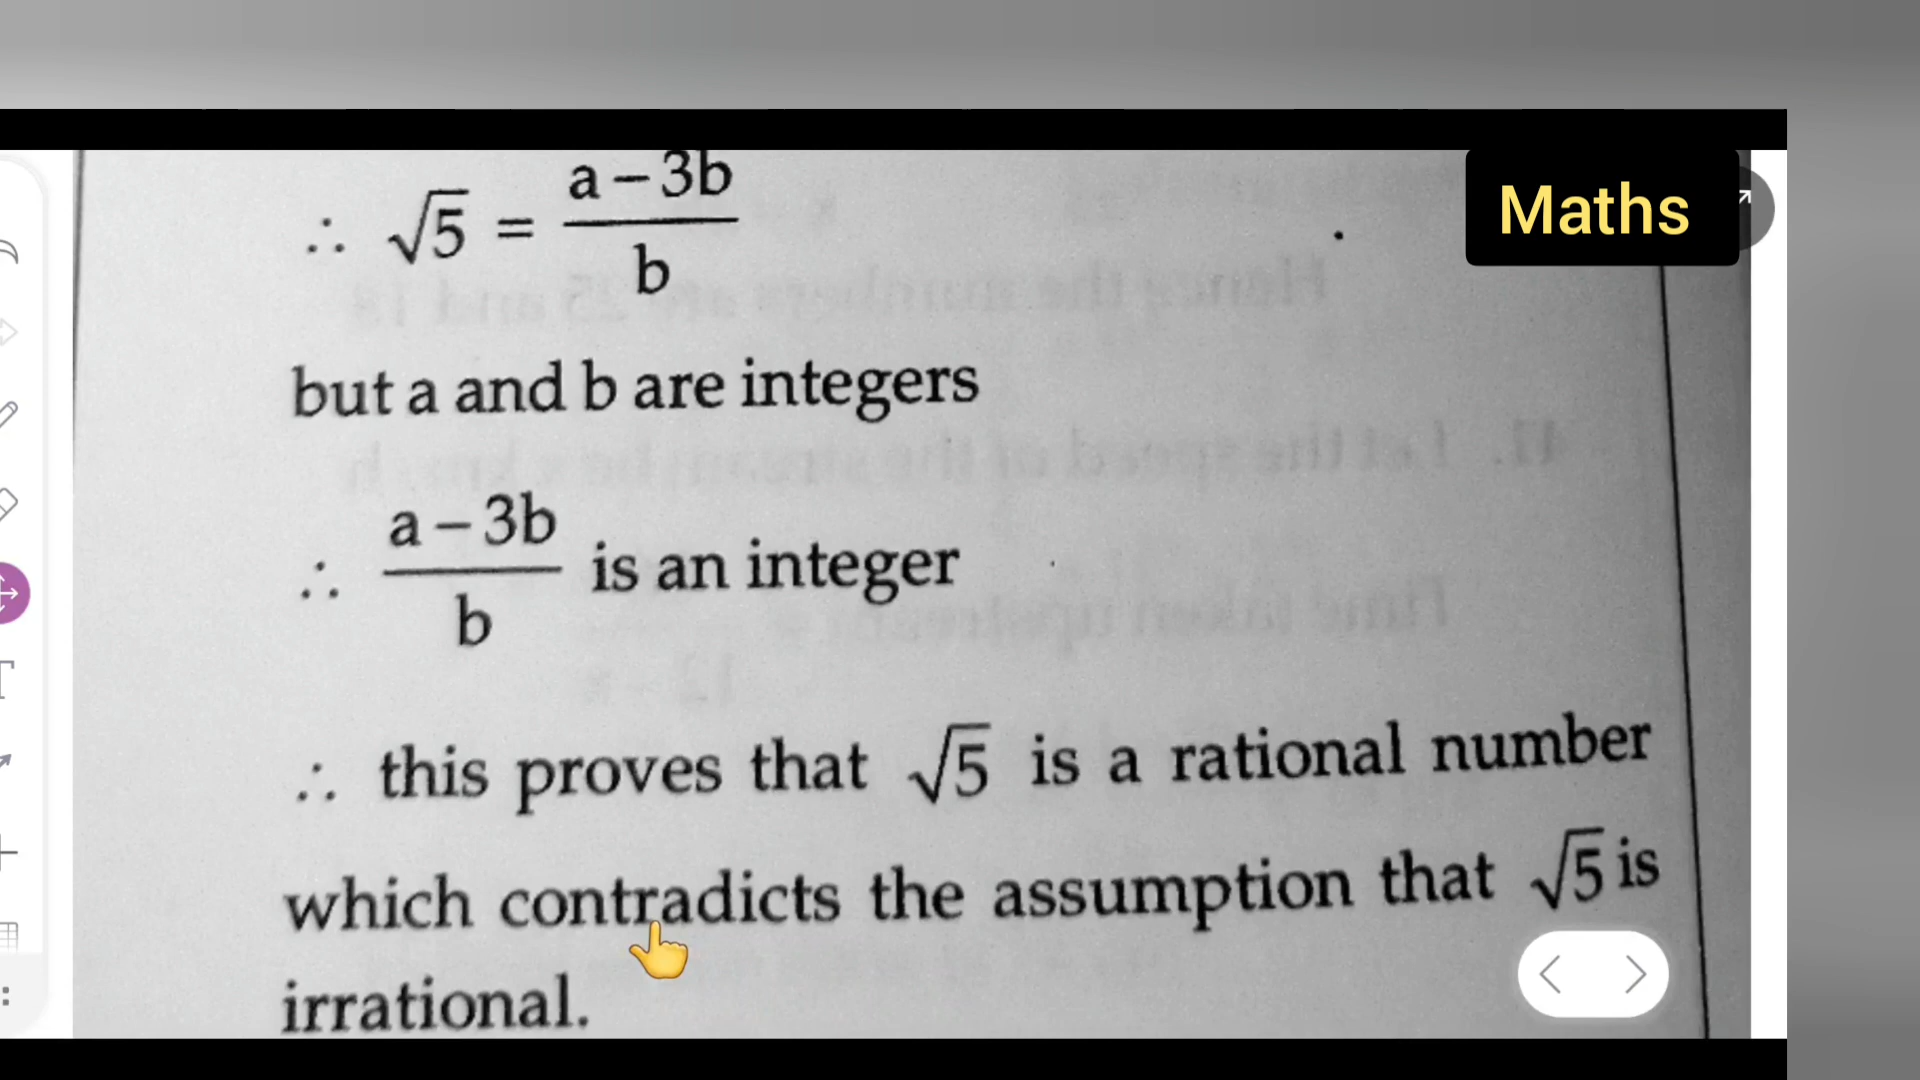 Maths
∴ √5 = (a – 3b)/b
but a and b are integers
∴ (a – 3b)/b is an integer
∴ this proves that √5 is a rational number
which contradicts the assumption that √5 is
irrational.